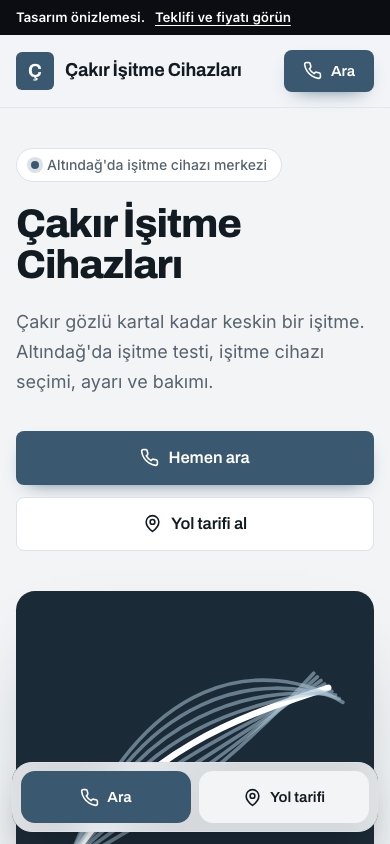 Tasarım önizlemesi. Teklifi ve fiyatı görün
Ç Çakır İşitme Cihazları Ara
Altındağ'da işitme cihazı merkezi
Çakır İşitme
Cihazları
Çakır gözlü kartal kadar keskin bir işitme.
Altındağ'da işitme testi, işitme cihazı
seçimi, ayarı ve bakımı.
Hemen ara
Yol tarifi al
Ara Yol tarifi